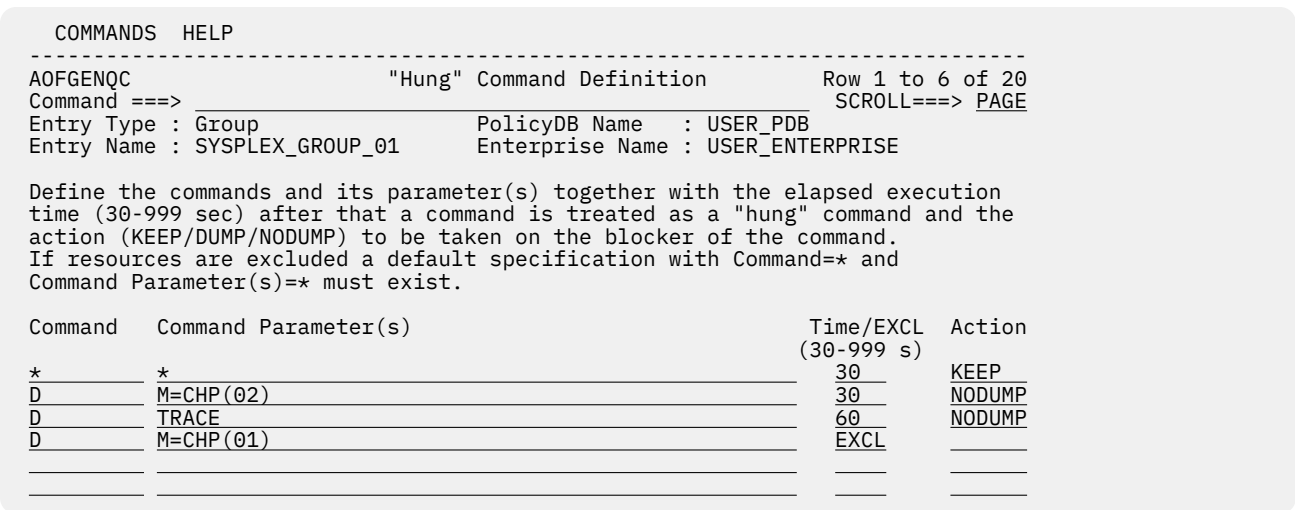 COMMANDS HELP
--------------------------------------------------------------------------------
AOFGENQC "Hung" Command Definition Row 1 to 6 of 20
Command ===> ________________________________________________ SCROLL===> PAGE
Entry Type : Group PolicyDB Name : USER_PDB
Entry Name : SYSPLEX_GROUP_01 Enterprise Name : USER_ENTERPRISE
Define the commands and its parameter(s) together with the elapsed execution
time (30-999 sec) after that a command is treated as a "hung" command and the
action (KEEP/DUMP/NODUMP) to be taken on the blocker of the command.
If resources are excluded a default specification with Command=* and
Command Parameter(s)=* must exist.
Command Command Parameter(s) Time/EXCL Action
(30-999 s)
* * 30 KEEP
D M=CHP(02) 30 NODUMP
D TRACE 60 NODUMP
D M=CHP(01) EXCL